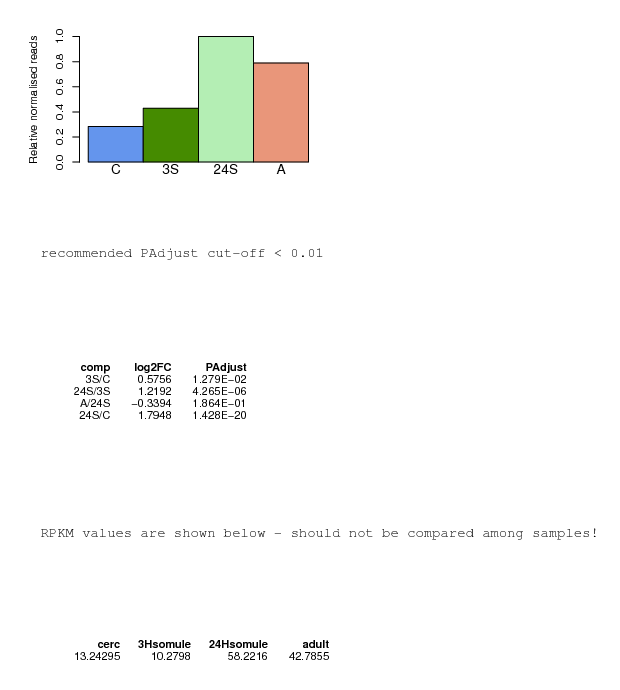 Relative normalised reads
1.0
0.8
0.6
0.4
0.2
0.0
C 3S 24S A
recommended PAdjust cut-off < 0.01
comp log2FC PAdjust
3S/C 0.5756 1.279E-02
24S/3S 1.2192 4.265E-06
A/24S -0.3394 1.864E-01
24S/C 1.7948 1.428E-20
RPKM values are shown below - should not be compared among samples!
cerc 3Hsomule 24Hsomule adult
13.24295 10.2798 58.2216 42.7855